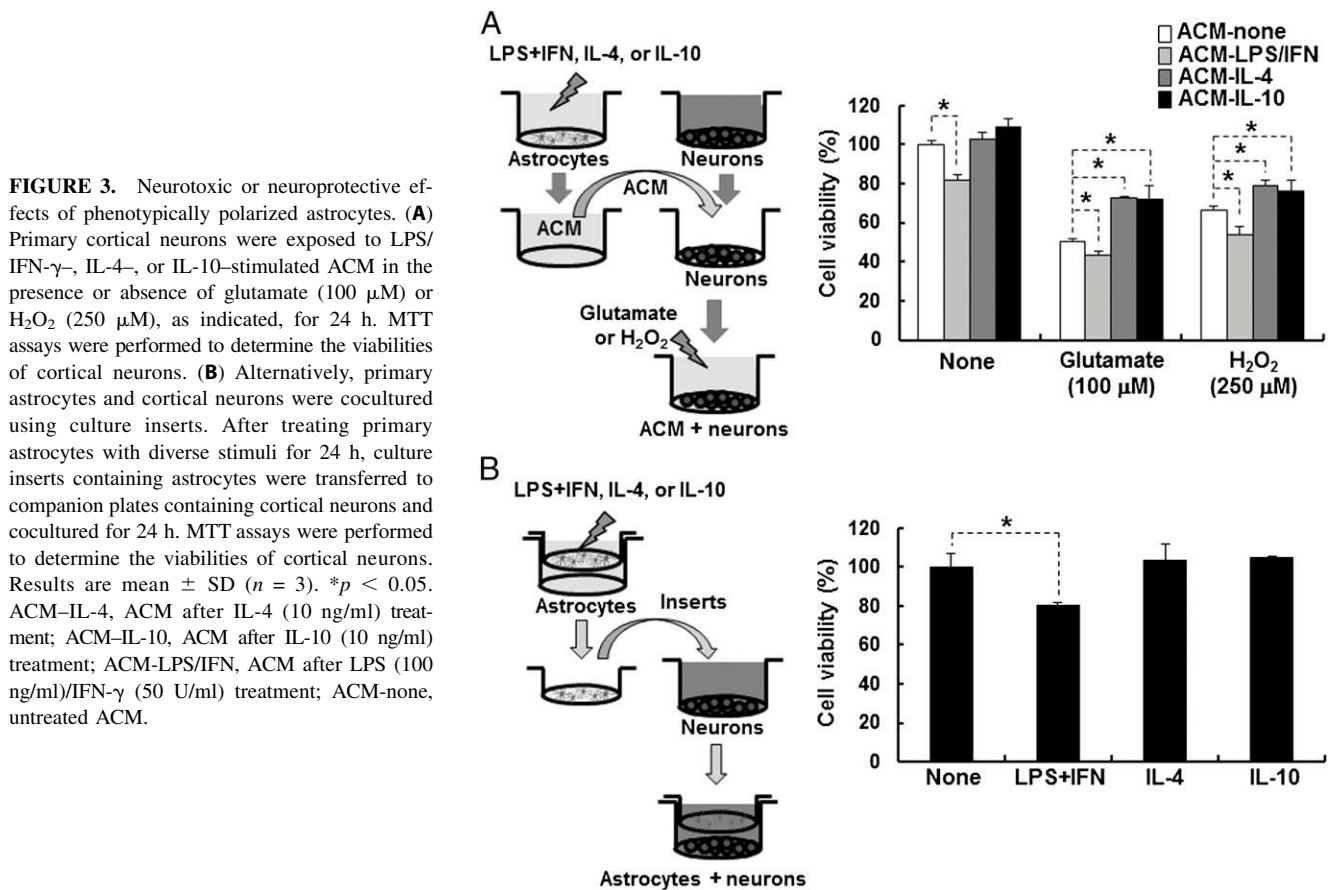 FIGURE 3. Neurotoxic or neuroprotective ef-
fects of phenotypically polarized astrocytes. (A)
Primary cortical neurons were exposed to LPS/
IFN-γ–, IL-4–, or IL-10–stimulated ACM in the
presence or absence of glutamate (100 μM) or
H₂O₂ (250 μM), as indicated, for 24 h. MTT
assays were performed to determine the viabilities
of cortical neurons. (B) Alternatively, primary
astrocytes and cortical neurons were cocultured
using culture inserts. After treating primary
astrocytes with diverse stimuli for 24 h, culture
inserts containing astrocytes were transferred to
companion plates containing cortical neurons and
cocultured for 24 h. MTT assays were performed
to determine the viabilities of cortical neurons.
Results are mean ± SD (n = 3). *p < 0.05.
ACM–IL-4, ACM after IL-4 (10 ng/ml) treat-
ment; ACM–IL-10, ACM after IL-10 (10 ng/ml)
treatment; ACM-LPS/IFN, ACM after LPS (100
ng/ml)/IFN-γ (50 U/ml) treatment; ACM-none,
untreated ACM.
A
LPS+IFN, IL-4, or IL-10
Astrocytes
Neurons
ACM
ACM
Neurons
Glutamate
or H₂O₂
ACM + neurons
ACM-none
ACM-LPS/IFN
ACM-IL-4
ACM-IL-10
Cell viability (%)
120
100
80
60
40
20
0
*
*
*
*
*
*
*
None
Glutamate
(100 μM)
H₂O₂
(250 μM)
B
LPS+IFN, IL-4, or IL-10
Astrocytes
Inserts
Neurons
Astrocytes + neurons
Cell viability (%)
120
100
80
60
40
20
0
*
None
LPS+IFN
IL-4
IL-10